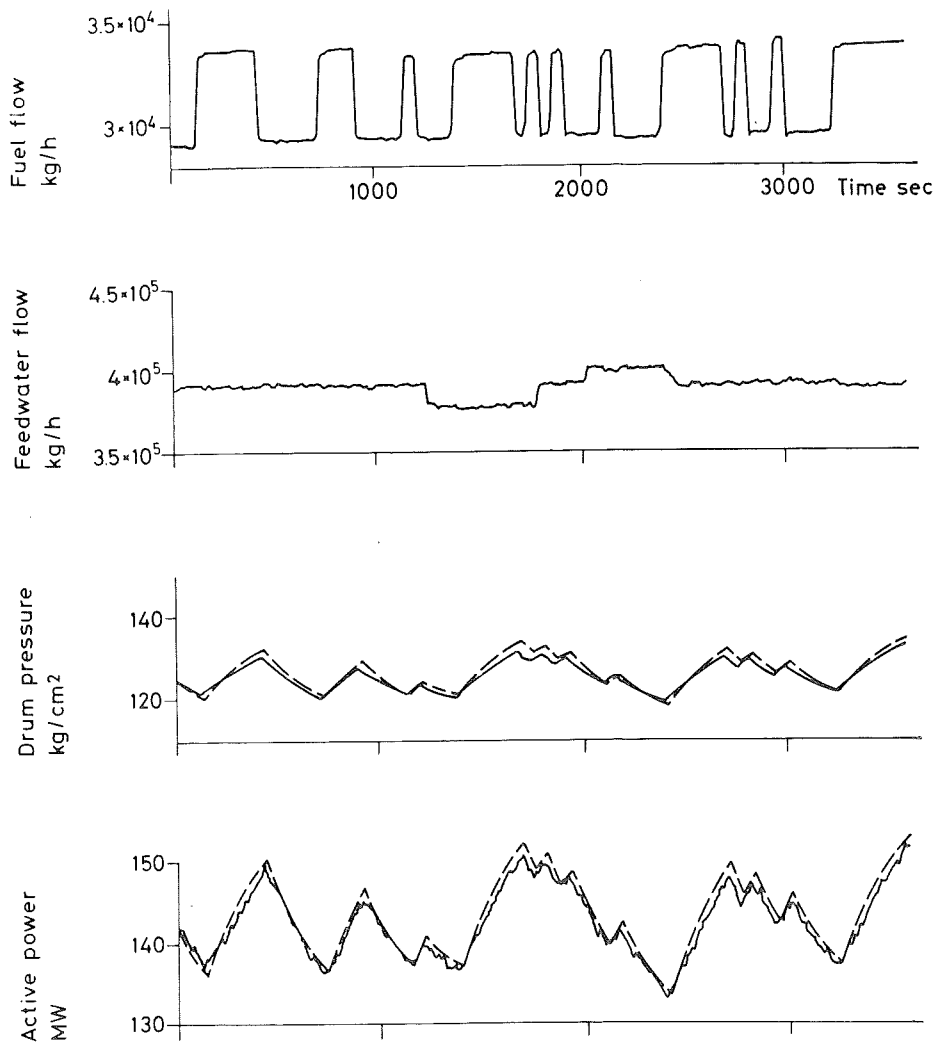 Fuel flow
kg/h
3.5×10⁴
3×10⁴
1000
2000
3000
Time sec
Feedwater flow
kg/h
4.5×10⁵
4×10⁵
3.5×10⁵
Drum pressure
kg/cm²
140
120
Active power
MW
150
140
130